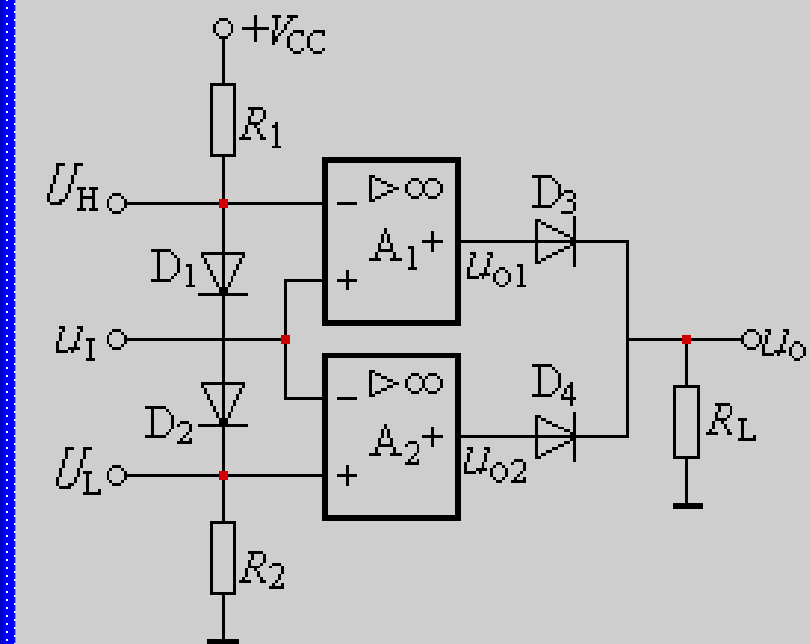 +VCC
R1
UH
− ▷∞
D3
A1 +
uo1
D1
+
uI
uo
− ▷∞
D4
D2
A2 +
RL
uo2
UL
+
R2